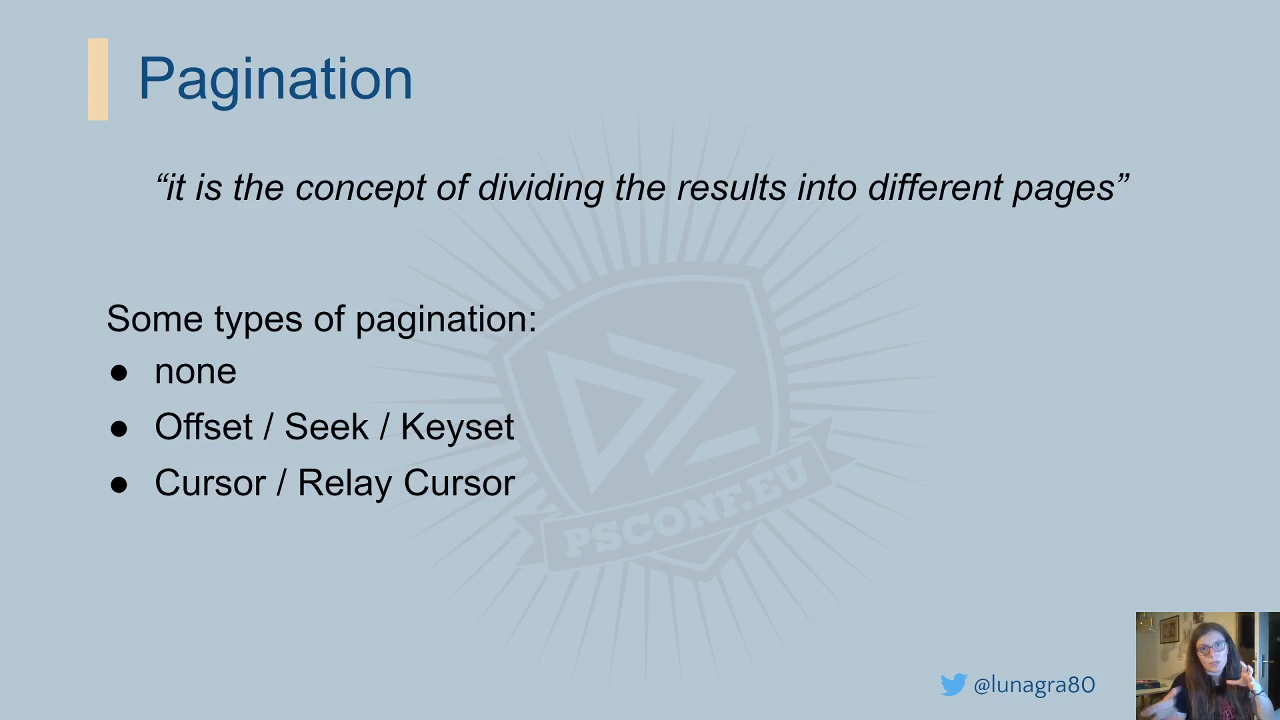 Pagination
“it is the concept of dividing the results into different pages”
Some types of pagination:
● none
● Offset / Seek / Keyset
● Cursor / Relay Cursor
PSCONF.EU
@lunagra80